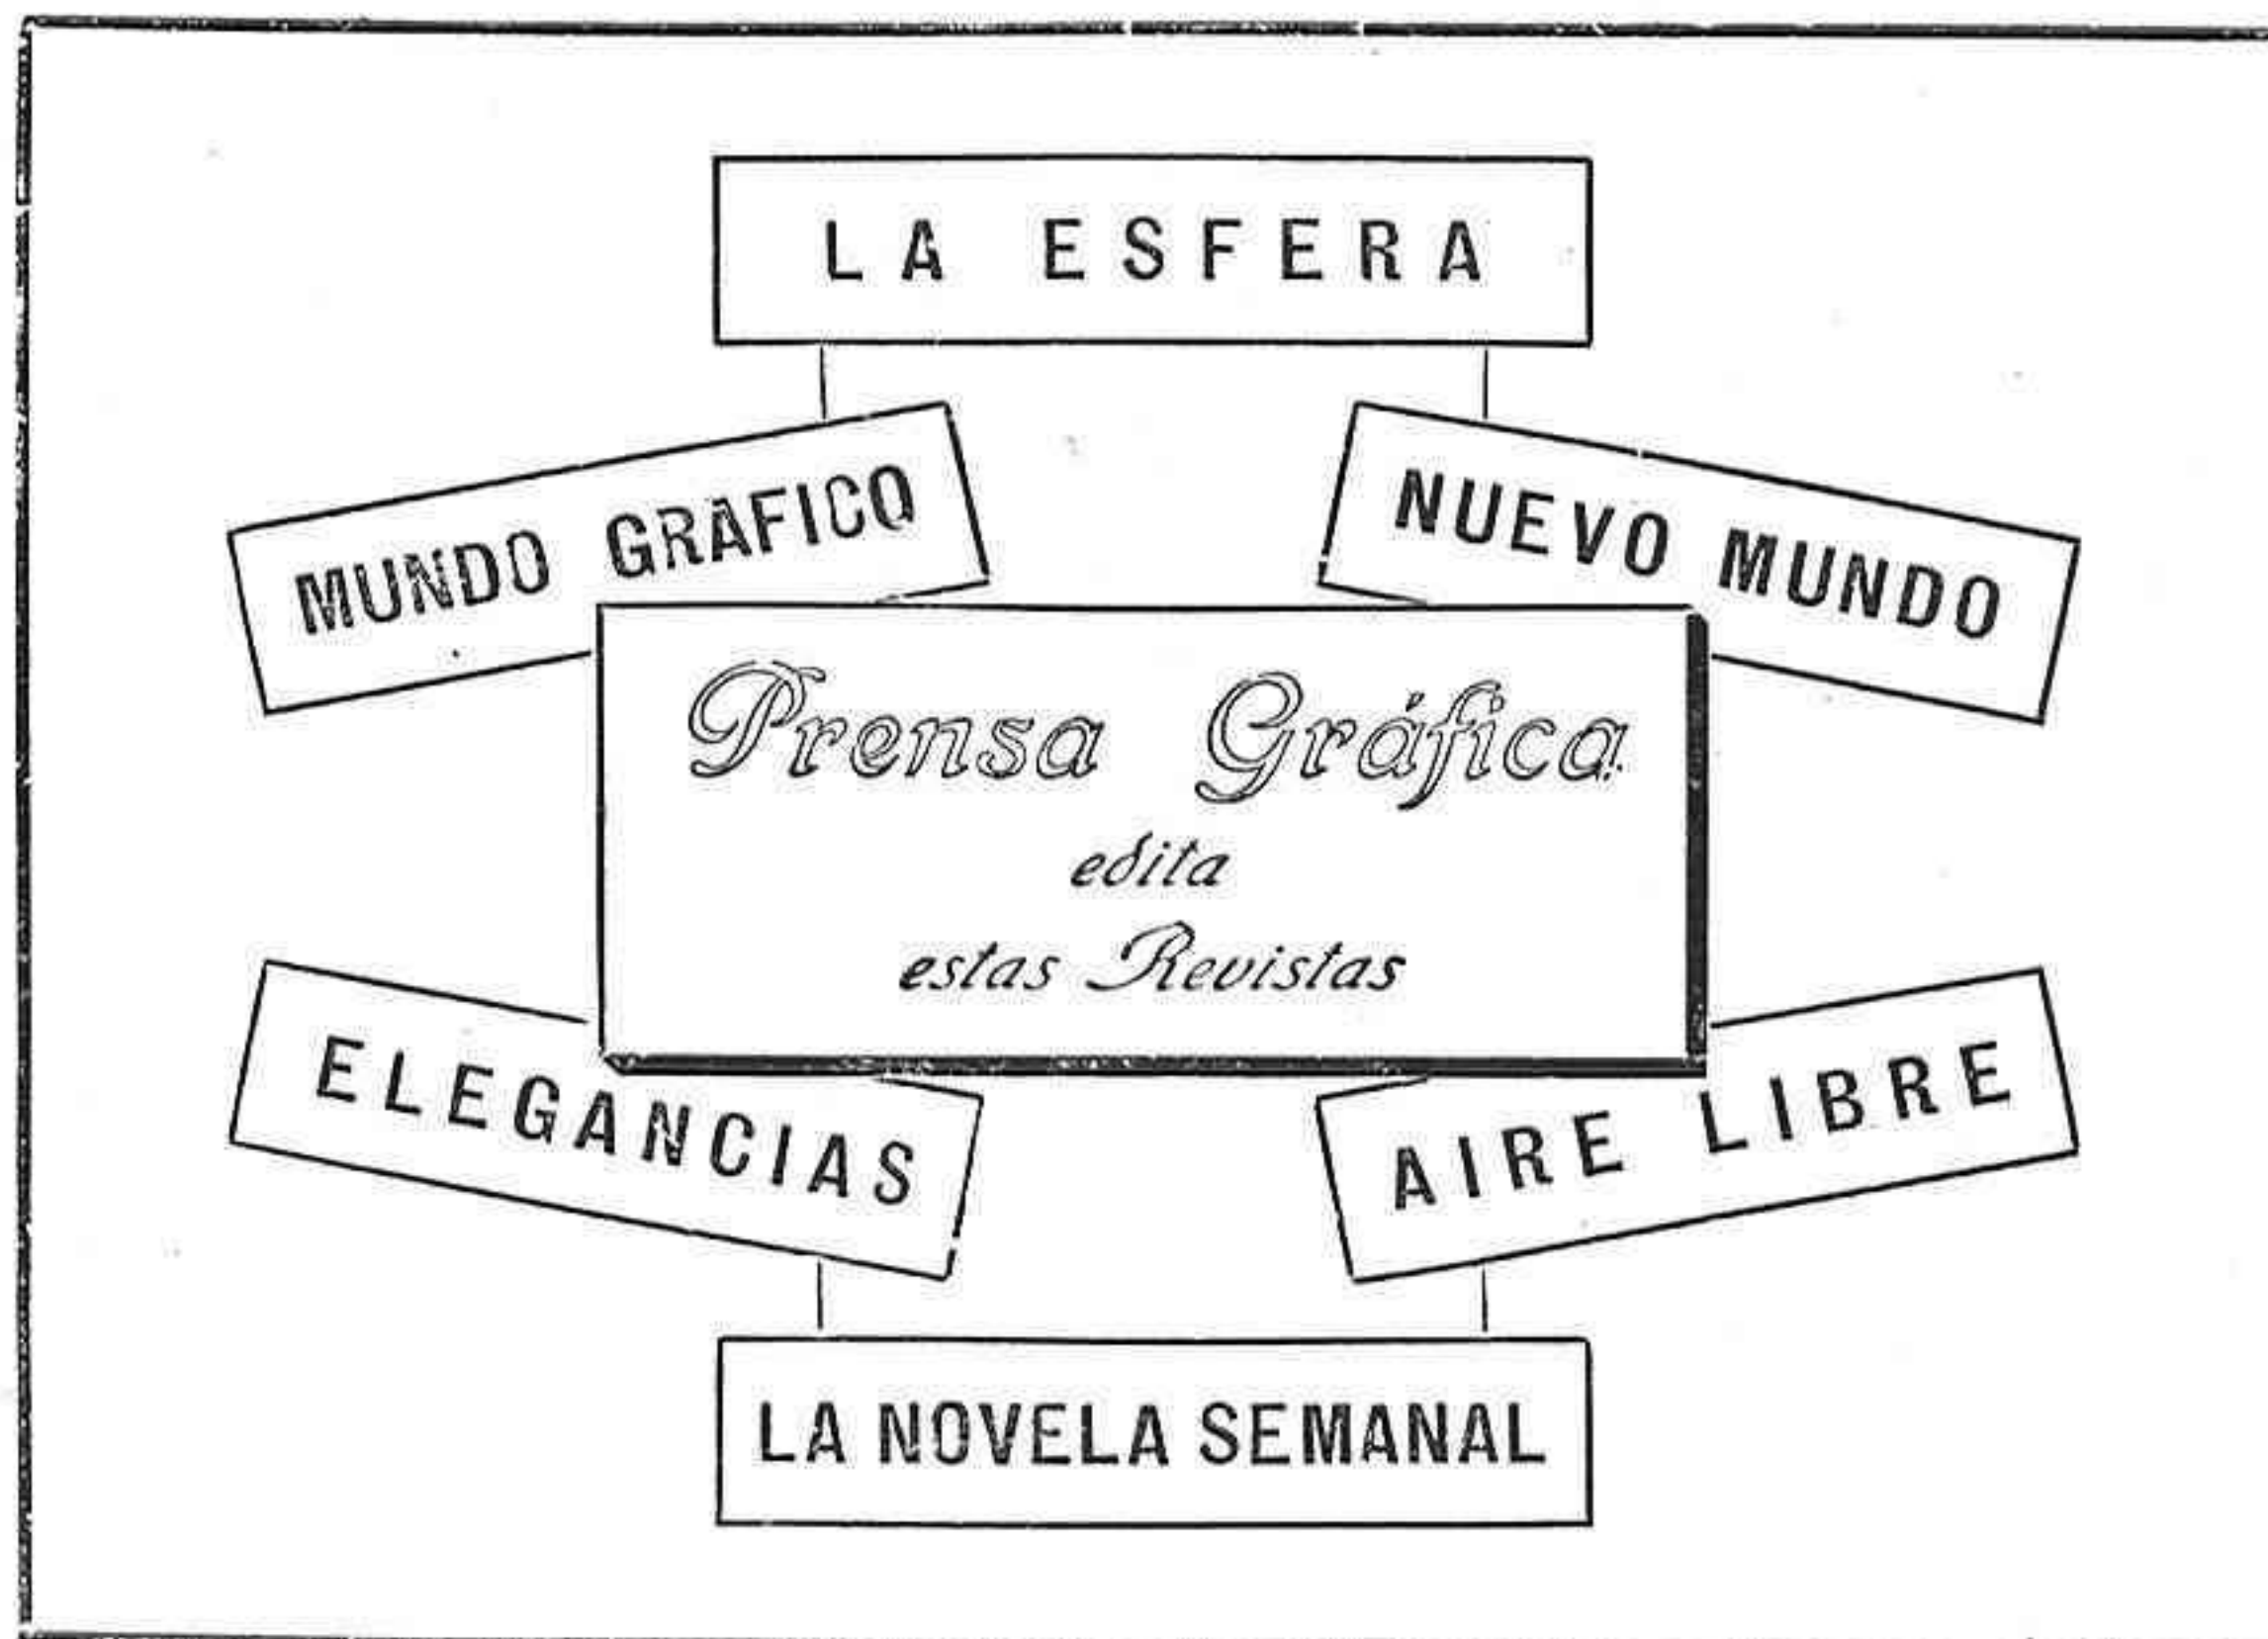 LA ESFERA
MUNDO GRAFICO
NUEVO MUNDO
Prensa Gráfica
edita
estas Revistas
ELEGANCIAS
AIRE LIBRE
LA NOVELA SEMANAL